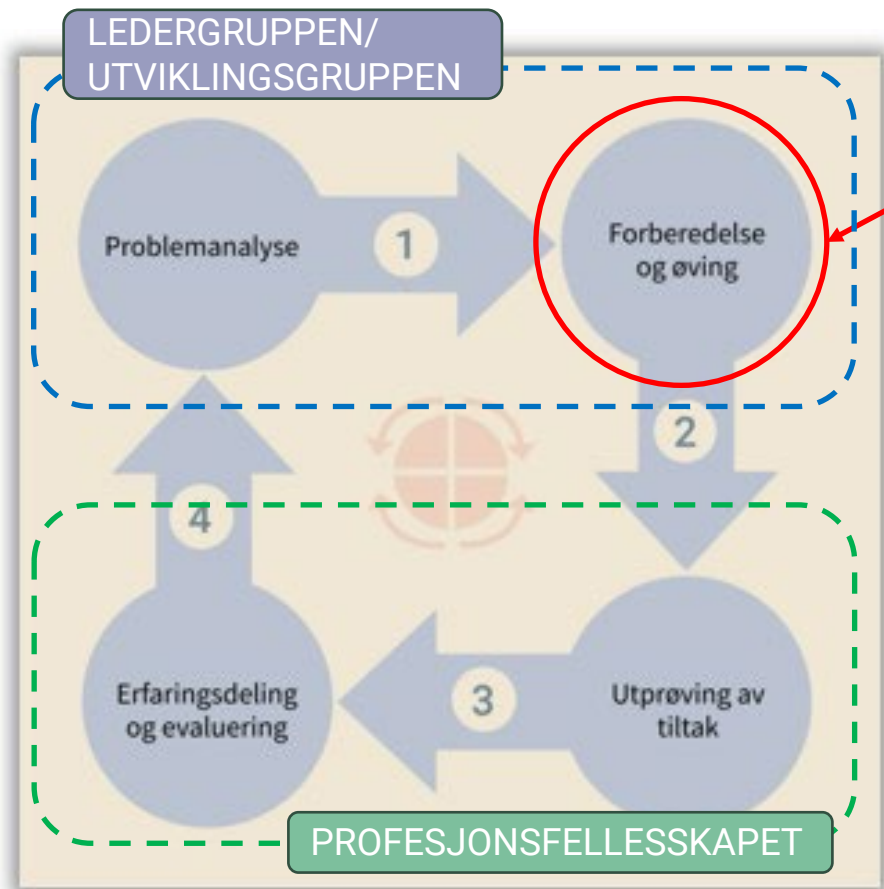 LEDERGRUPPEN/
UTVIKLINGSGRUPPEN
Problemanalyse
1
Forberedelse
og øving
2
4
Erfaringsdeling
og evaluering
3
Utprøving av
tiltak
PROFESJONSFELLESSKAPET